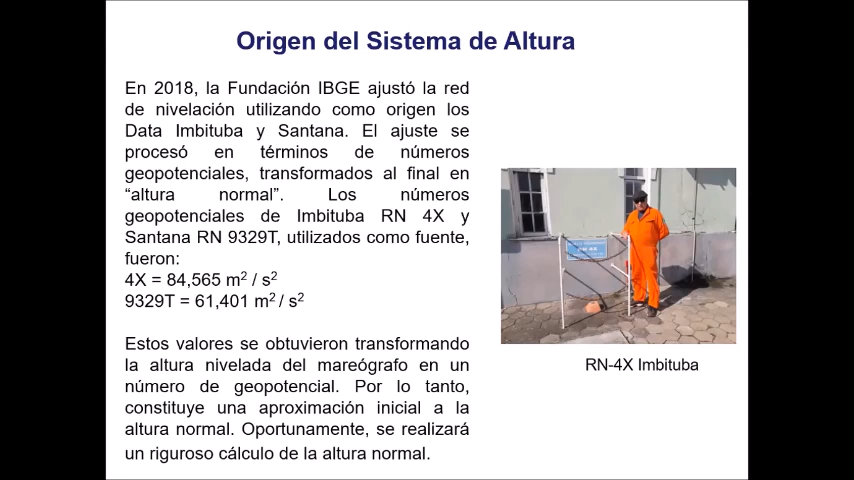 Origen del Sistema de Altura
En 2018, la Fundación IBGE ajustó la red
de nivelación utilizando como origen los
Data Imbituba y Santana. El ajuste se
procesó en términos de números
geopotenciales, transformados al final en
“altura normal”. Los números
geopotenciales de Imbituba RN 4X y
Santana RN 9329T, utilizados como fuente,
fueron:
4X = 84,565 m² / s²
9329T = 61,401 m² / s²
Estos valores se obtuvieron transformando
la altura nivelada del mareógrafo en un
número de geopotencial. Por lo tanto,
constituye una aproximación inicial a la
altura normal. Oportunamente, se realizará
un riguroso cálculo de la altura normal.
RN-4X Imbituba